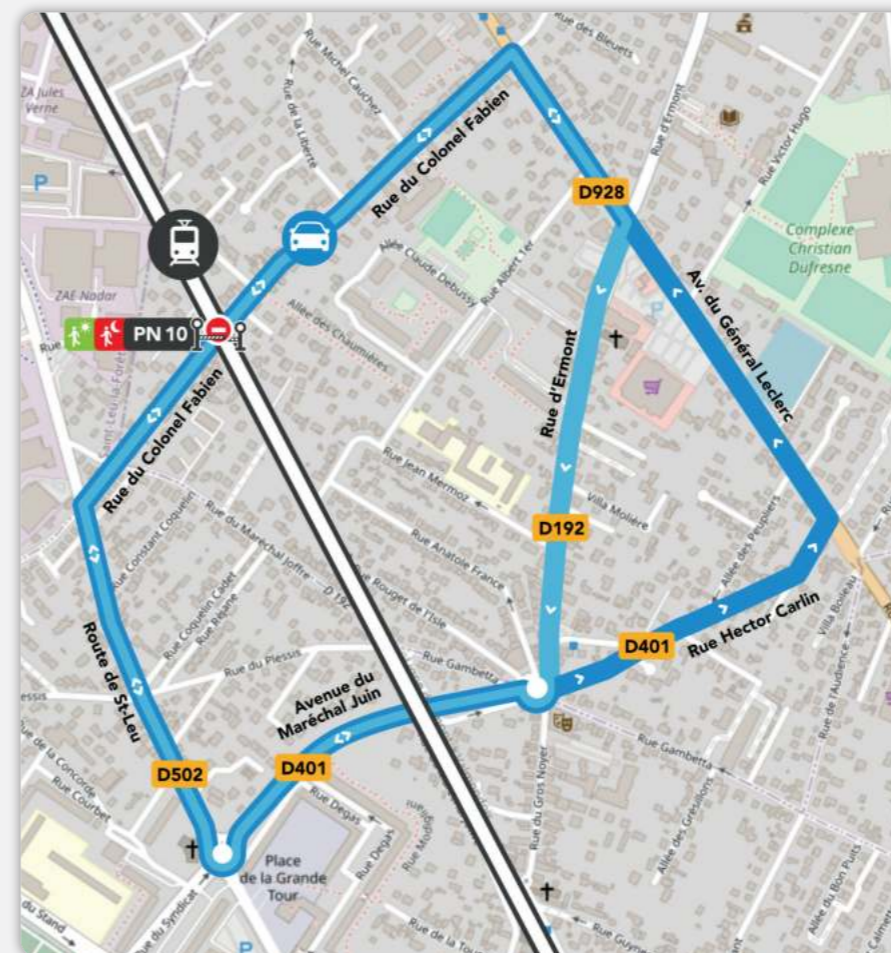 Rue des Bleuets
Rue Michel Cauchez
ZA Jules
Verne
Rue de la Liberté
Rue d'Ermont
Rue Victor Hugo
P
Rue du Colonel Fabien
D928
Complexe
Christian
Dufresne
Allée Claude Debussy
Rue Albert 1er
ZAE Nadar
P
Av. du Général Leclerc
Rue
PN 10
Saint-Leu-la-Forêt
Allée des Chaumières
Rue d'Ermont
Rue du Colonel Fabien
Rue Jean Mermoz
Villa Molière
D192
Rue Constant Coquelin
Rue du Maréchal Joffre - D 192
Rue Anatole France
Allée des Peupliers
Rue Coquelin Cadet
Rue Réjane
Rue Rouget de l'Isle
Villa Boileau
Rue Hector Carlin
D401
Rue du Plessis
Rue Gambetta
Route de St-Leu
Avenue du
Maréchal Juin
Rue de l'Audience
Rue Gambetta
Rue de la Concorde
Rue Courbet
D502
D401
Rue du Gros Noyer
Rue Degas
Rue Degas
Allée des Grésillons
Place
de la Grande
Tour
Rue du Syndicat
du Stand
P
Allée du Bon Puits